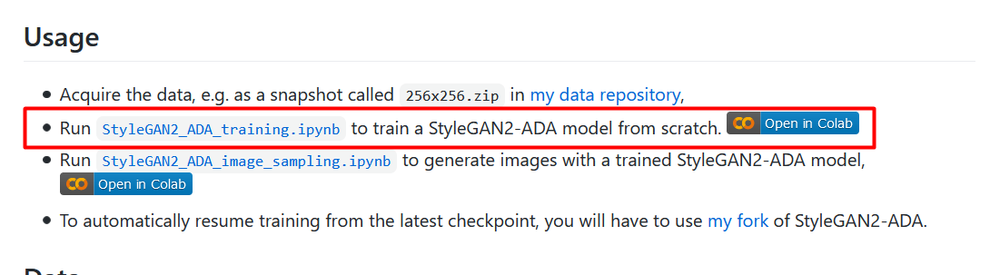 Usage
• Acquire the data, e.g. as a snapshot called 256x256.zip in my data repository,
• Run StyleGAN2_ADA_training.ipynb to train a StyleGAN2-ADA model from scratch. CO Open in Colab
• Run StyleGAN2_ADA_image_sampling.ipynb to generate images with a trained StyleGAN2-ADA model,
CO Open in Colab
• To automatically resume training from the latest checkpoint, you will have to use my fork of StyleGAN2-ADA.